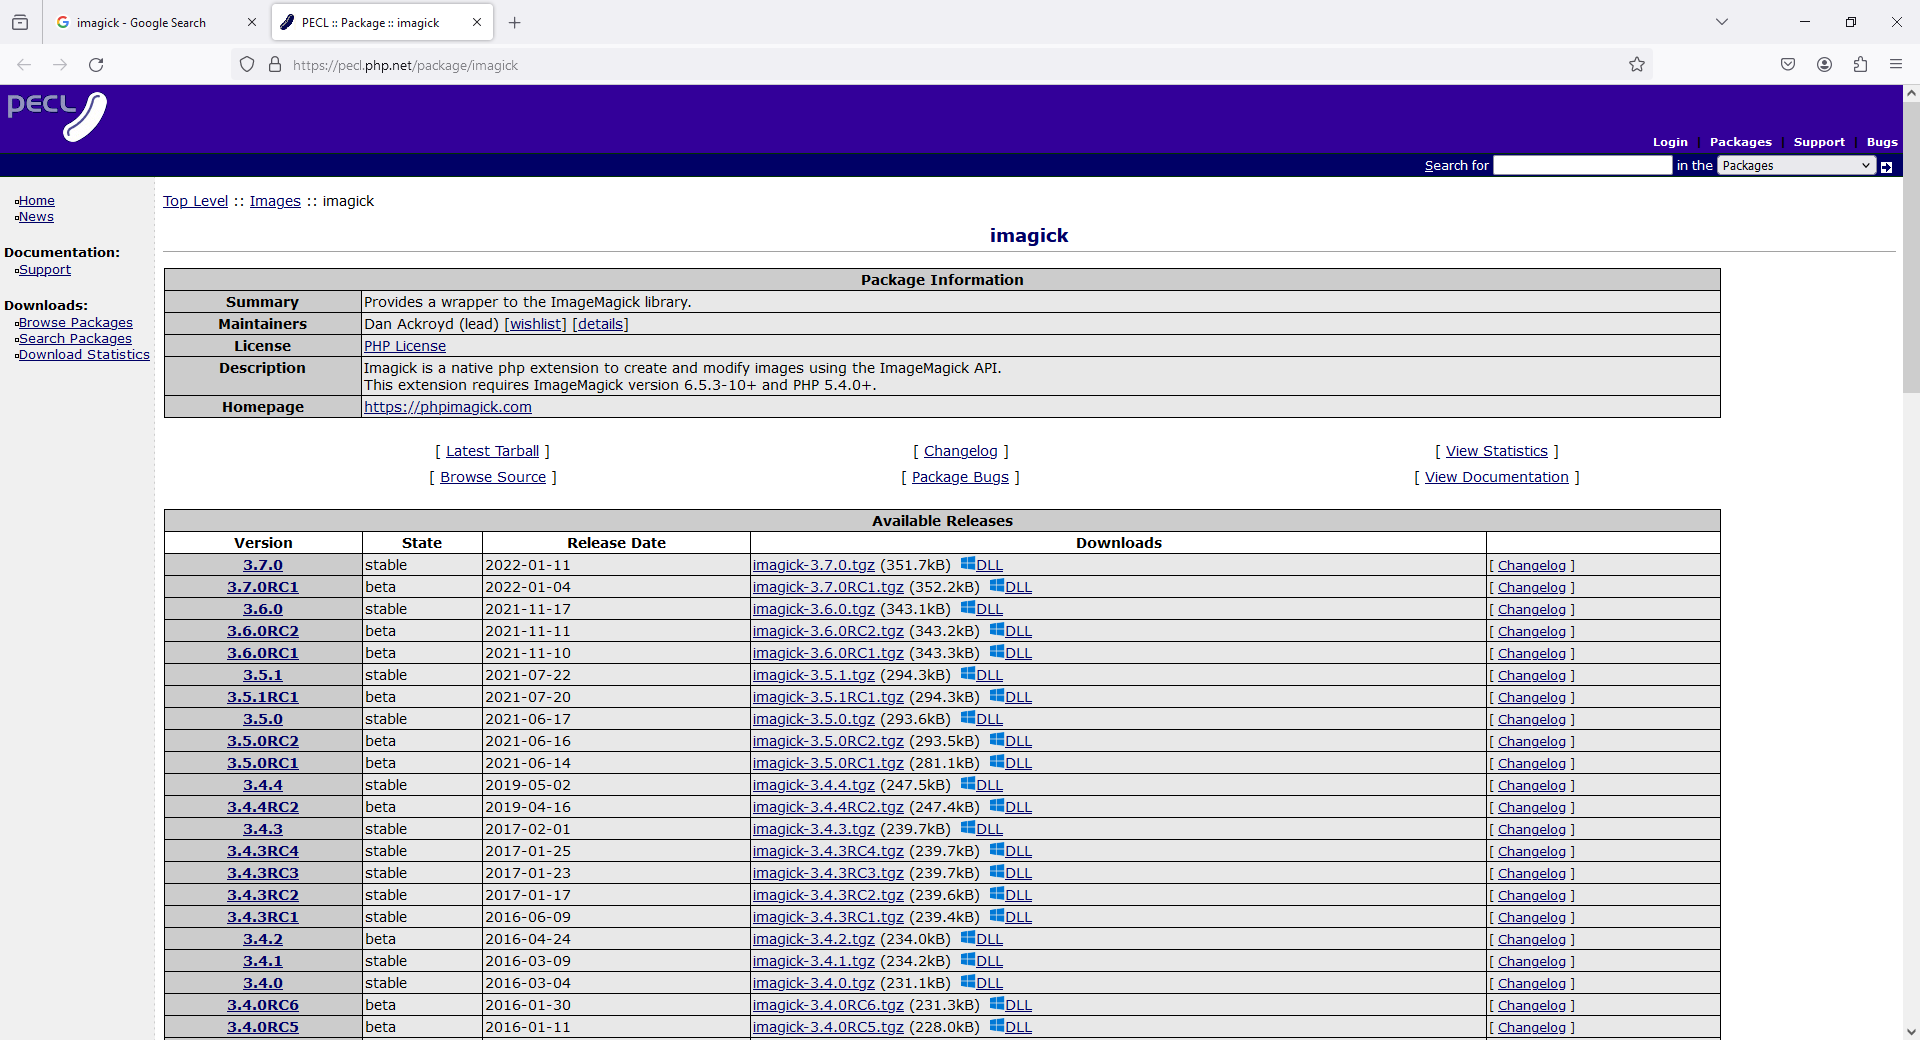 imagick - Google Search
PECL :: Package :: imagick
https://pecl.php.net/package/imagick
PECL
Login | Packages | Support | Bugs
Search for in the Packages
Home
News
Documentation:
Support
Downloads:
Browse Packages
Search Packages
Download Statistics
Top Level :: Images :: imagick
imagick
Package Information
Summary Provides a wrapper to the ImageMagick library.
Maintainers Dan Ackroyd (lead) [wishlist] [details]
License PHP License
Description Imagick is a native php extension to create and modify images using the ImageMagick API.
This extension requires ImageMagick version 6.5.3-10+ and PHP 5.4.0+.
Homepage https://phpimagick.com
[ Latest Tarball ] [ Changelog ] [ View Statistics ]
[ Browse Source ] [ Package Bugs ] [ View Documentation ]
Available Releases
Version State Release Date Downloads
3.7.0 stable 2022-01-11 imagick-3.7.0.tgz (351.7kB) DLL [ Changelog ]
3.7.0RC1 beta 2022-01-04 imagick-3.7.0RC1.tgz (352.2kB) DLL [ Changelog ]
3.6.0 stable 2021-11-17 imagick-3.6.0.tgz (343.1kB) DLL [ Changelog ]
3.6.0RC2 beta 2021-11-11 imagick-3.6.0RC2.tgz (343.2kB) DLL [ Changelog ]
3.6.0RC1 beta 2021-11-10 imagick-3.6.0RC1.tgz (343.3kB) DLL [ Changelog ]
3.5.1 stable 2021-07-22 imagick-3.5.1.tgz (294.3kB) DLL [ Changelog ]
3.5.1RC1 beta 2021-07-20 imagick-3.5.1RC1.tgz (294.3kB) DLL [ Changelog ]
3.5.0 stable 2021-06-17 imagick-3.5.0.tgz (293.6kB) DLL [ Changelog ]
3.5.0RC2 beta 2021-06-16 imagick-3.5.0RC2.tgz (293.5kB) DLL [ Changelog ]
3.5.0RC1 beta 2021-06-14 imagick-3.5.0RC1.tgz (281.1kB) DLL [ Changelog ]
3.4.4 stable 2019-05-02 imagick-3.4.4.tgz (247.5kB) DLL [ Changelog ]
3.4.4RC2 beta 2019-04-16 imagick-3.4.4RC2.tgz (247.4kB) DLL [ Changelog ]
3.4.3 stable 2017-02-01 imagick-3.4.3.tgz (239.7kB) DLL [ Changelog ]
3.4.3RC4 stable 2017-01-25 imagick-3.4.3RC4.tgz (239.7kB) DLL [ Changelog ]
3.4.3RC3 stable 2017-01-23 imagick-3.4.3RC3.tgz (239.7kB) DLL [ Changelog ]
3.4.3RC2 stable 2017-01-17 imagick-3.4.3RC2.tgz (239.6kB) DLL [ Changelog ]
3.4.3RC1 stable 2016-06-09 imagick-3.4.3RC1.tgz (239.4kB) DLL [ Changelog ]
3.4.2 beta 2016-04-24 imagick-3.4.2.tgz (234.0kB) DLL [ Changelog ]
3.4.1 stable 2016-03-09 imagick-3.4.1.tgz (234.2kB) DLL [ Changelog ]
3.4.0 stable 2016-03-04 imagick-3.4.0.tgz (231.1kB) DLL [ Changelog ]
3.4.0RC6 beta 2016-01-30 imagick-3.4.0RC6.tgz (231.3kB) DLL [ Changelog ]
3.4.0RC5 beta 2016-01-11 imagick-3.4.0RC5.tgz (228.0kB) DLL [ Changelog ]